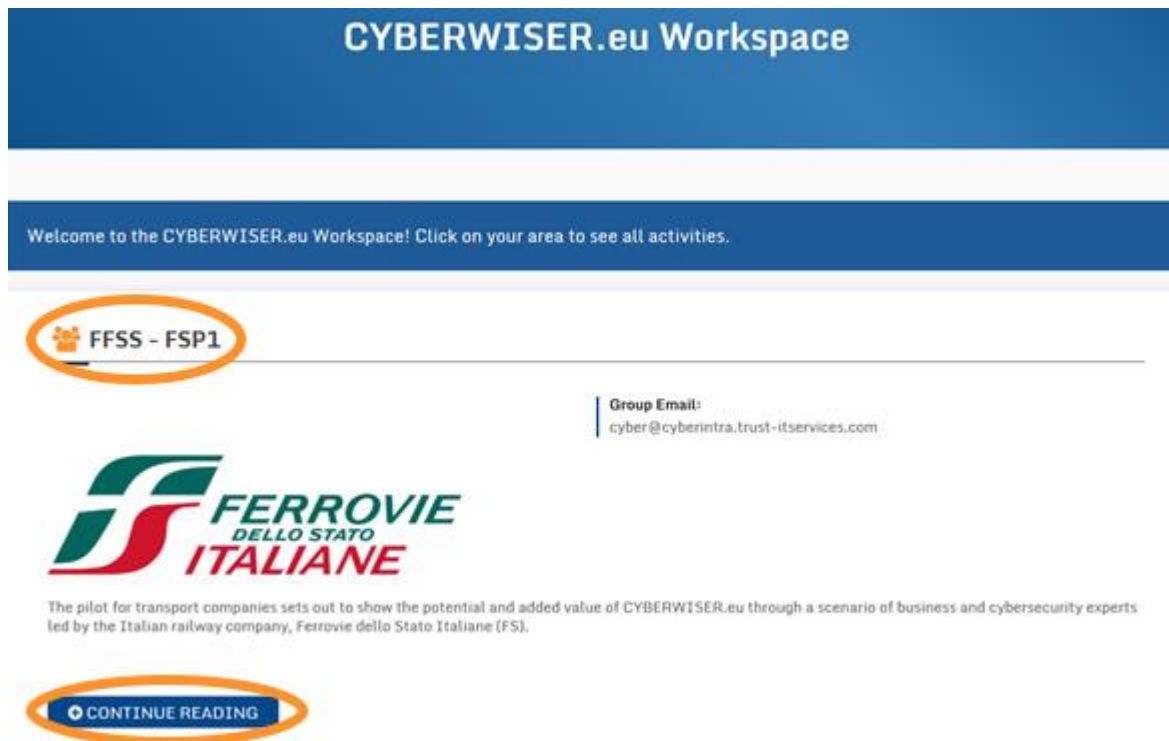 CYBERWISER.eu Workspace
Welcome to the CYBERWISER.eu Workspace! Click on your area to see all activities.
FFSS - FSP1
Group Email:
cyber@cyberintra.trust-itservices.com
FERROVIE
DELLO STATO
ITALIANE
The pilot for transport companies sets out to show the potential and added value of CYBERWISER.eu through a scenario of business and cybersecurity experts
led by the Italian railway company, Ferrovie dello Stato Italiane (FS).
CONTINUE READING